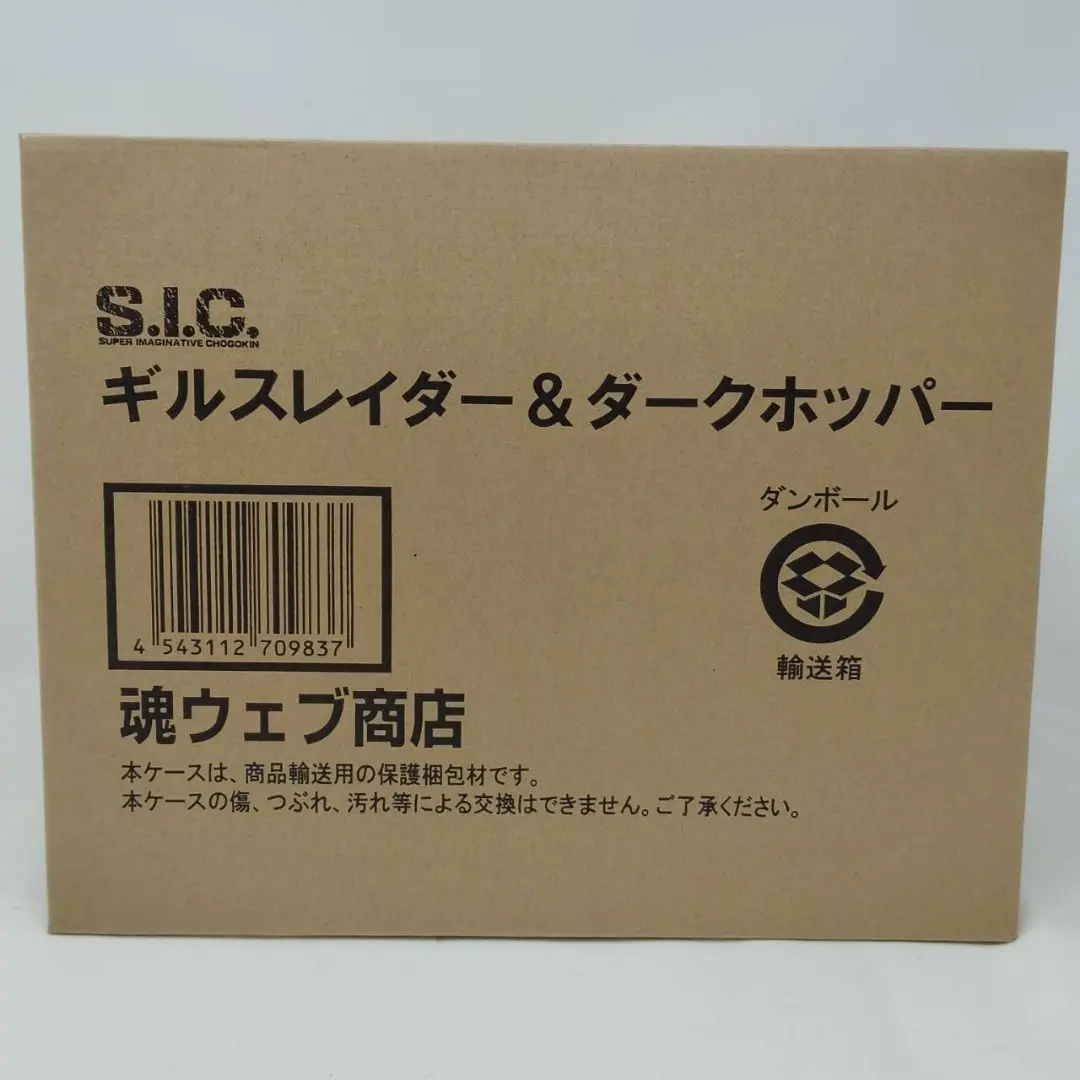 S.I.C.
SUPER IMAGINATIVE CHOGOKIN
ギルスレイダー＆ダークホッパー
ダンボール
4 543112 709837
輸送箱
魂ウェブ商店
本ケースは、商品輸送用の保護梱包材です。
本ケースの傷、つぶれ、汚れ等による交換はできません。ご了承ください。